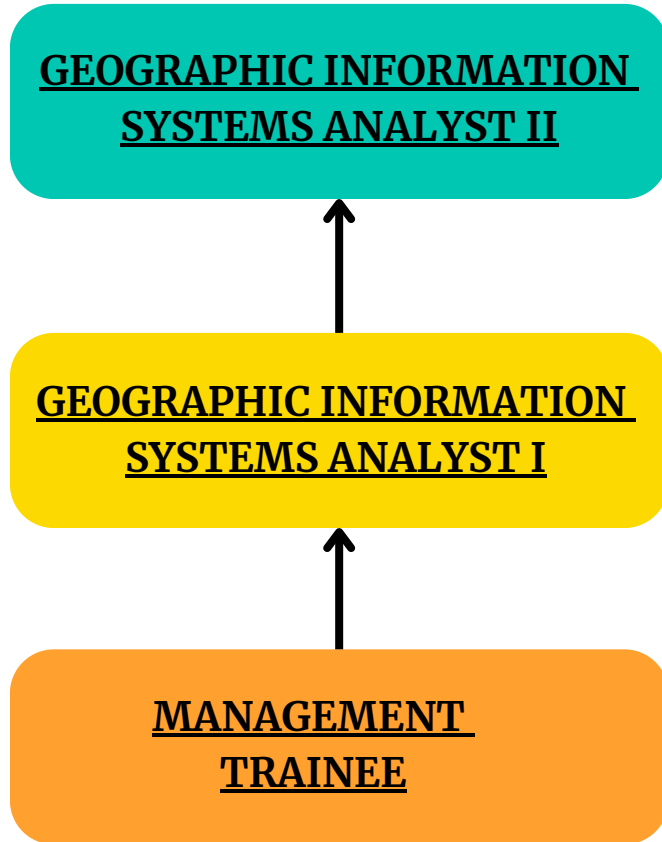 GEOGRAPHIC INFORMATION
SYSTEMS ANALYST II
GEOGRAPHIC INFORMATION
SYSTEMS ANALYST I
MANAGEMENT
TRAINEE